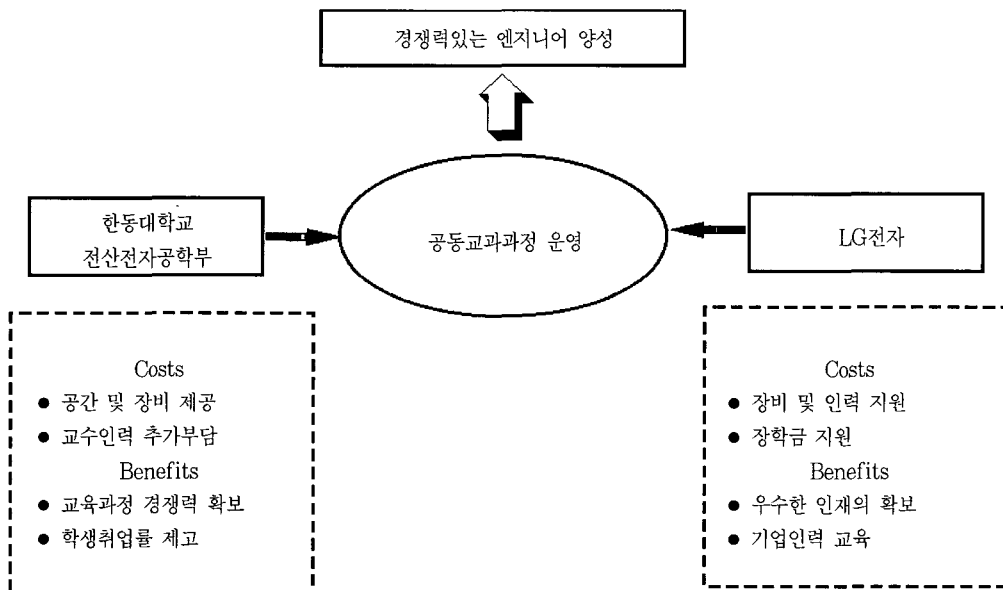 경쟁력있는 엔지니어 양성
한동대학교
전산전자공학부
공동교과과정 운영
LG전자
Costs
● 공간 및 장비 제공
● 교수인력 추가부담
Benefits
● 교육과정 경쟁력 확보
● 학생취업률 제고
Costs
● 장비 및 인력 지원
● 장학금 지원
Benefits
● 우수한 인재의 확보
● 기업인력 교육